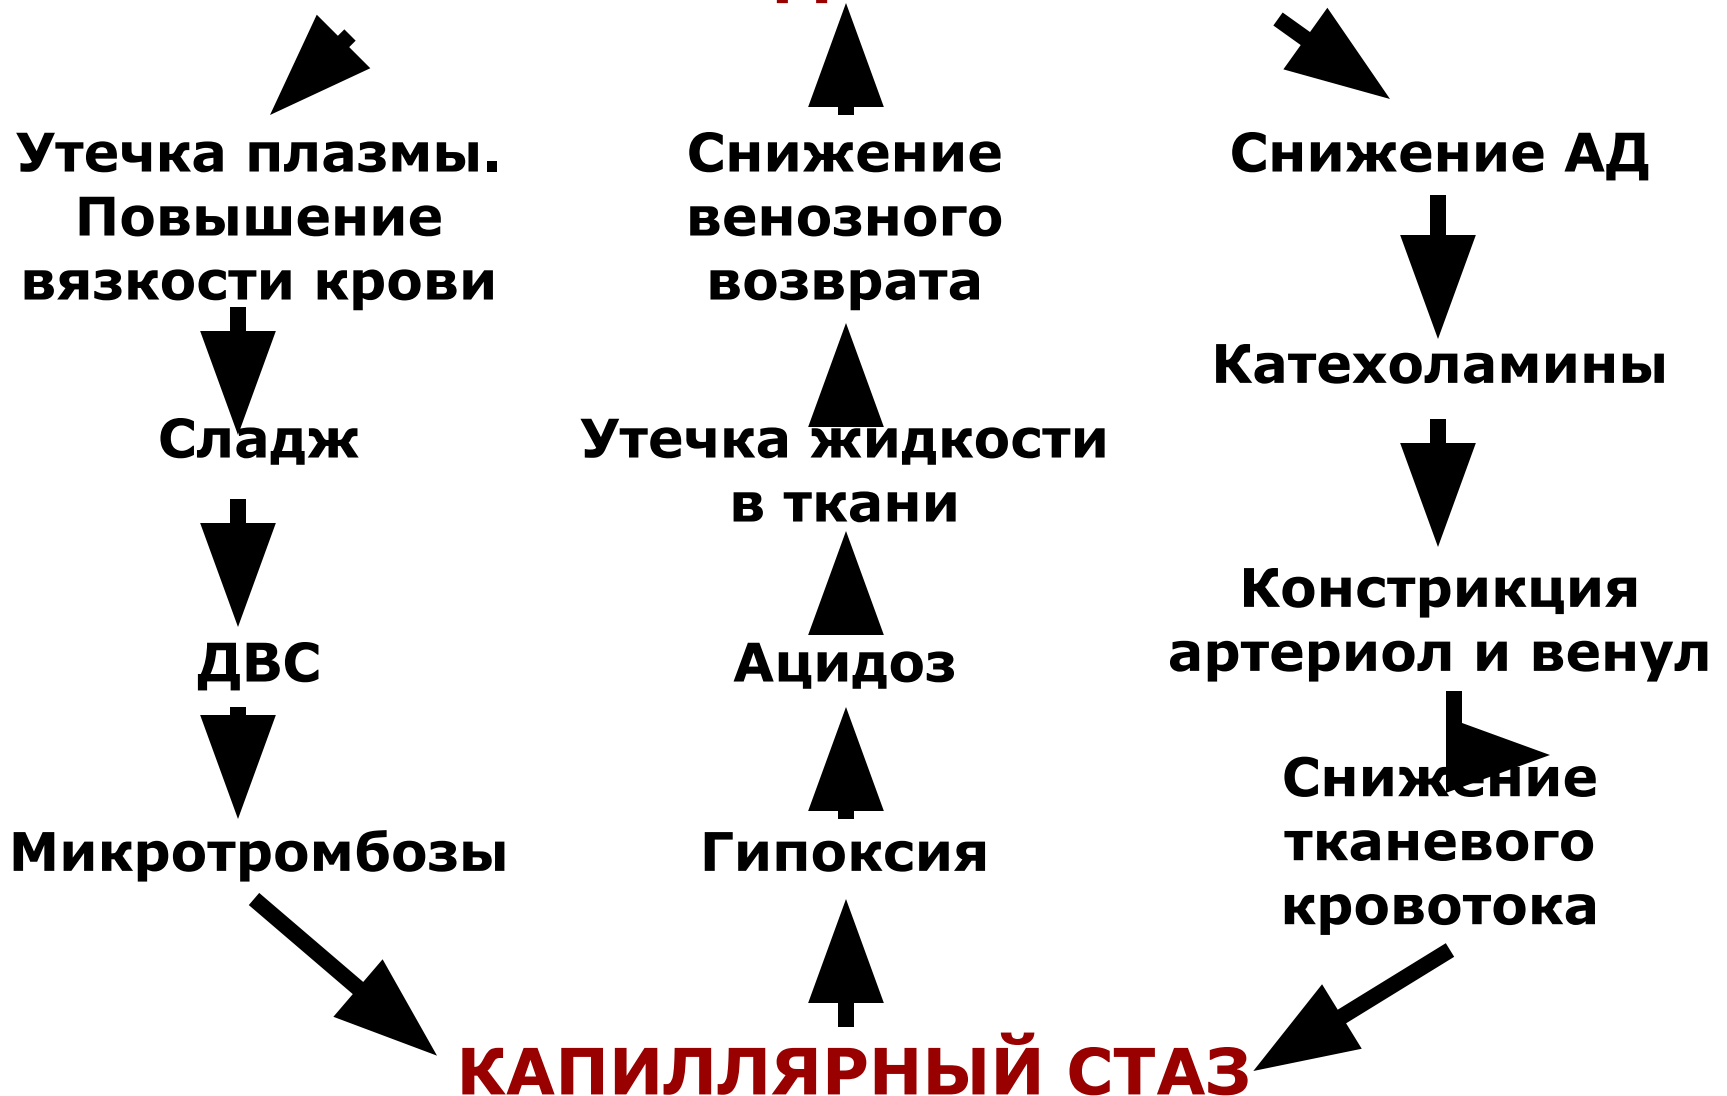 Утечка плазмы.
Повышение
вязкости крови
Сладж
ДВС
Микротромбозы
Снижение
венозного
возврата
Утечка жидкости
в ткани
Ацидоз
Гипоксия
Снижение АД
Катехоламины
Констрикция
артериол и венул
Снижение
тканевого
кровотока
КАПИЛЛЯРНЫЙ СТАЗ